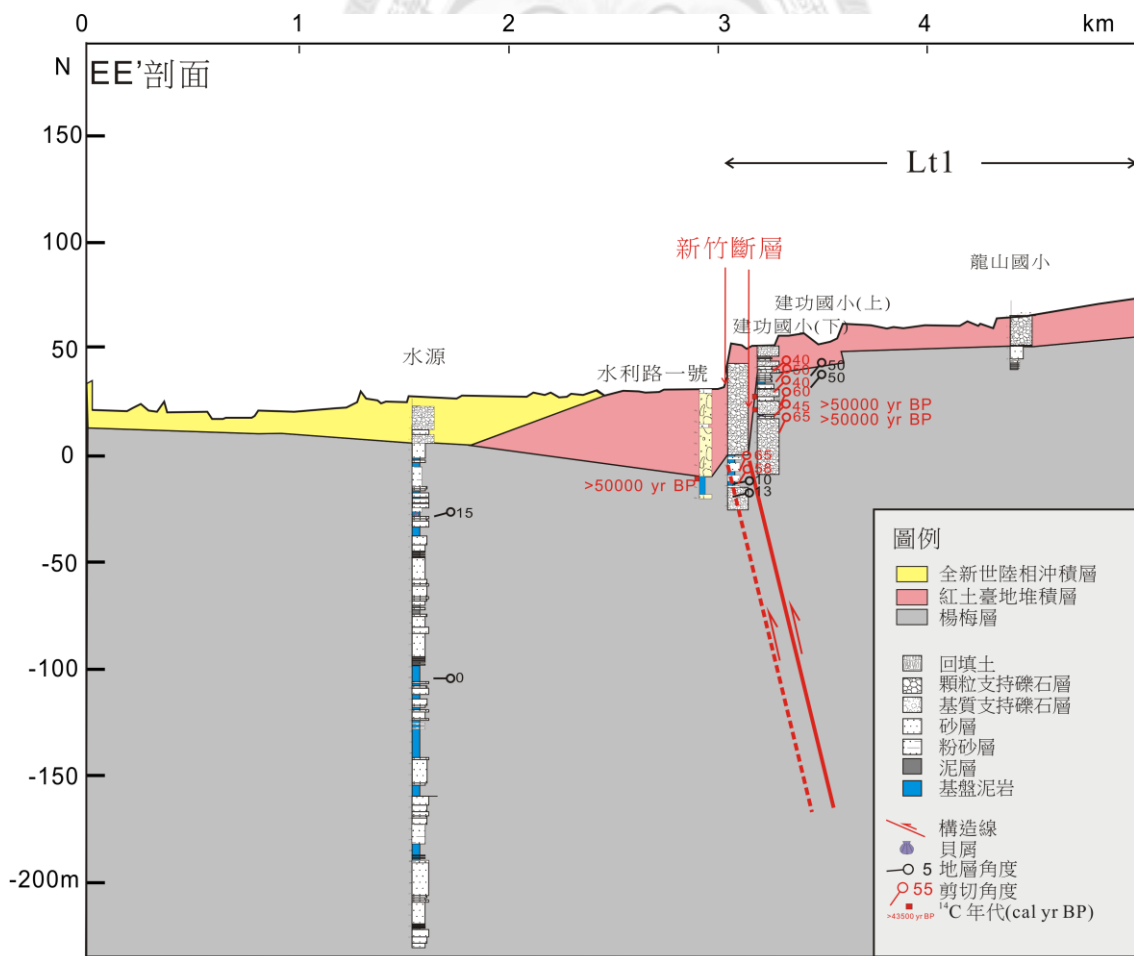 0 1 2 3 4 km
N EE’剖面
150
100
50
0
-50
-100
-150
-200m
Lt1
新竹斷層
龍山國小
建功國小(上)
建功國小(下)
水源
水利路一號
40
50
40
60
45
65
50
50
>50000 yr BP
>50000 yr BP
65
58
10
13
>50000 yr BP
15
0
圖例
全新世陸相沖積層
紅土臺地堆積層
楊梅層
回填土
顆粒支持礫石層
基質支持礫石層
砂層
粉砂層
泥層
基盤泥岩
構造線
貝屑
5 地層角度
55 剪切角度
>43500 yr BP ¹⁴C 年代(cal yr BP)